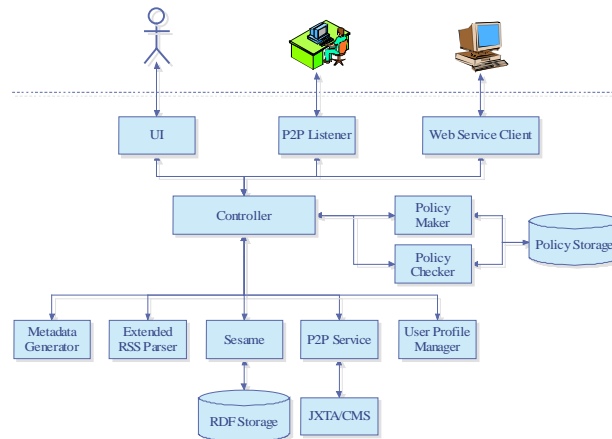 UI
P2P Listener
Web Service Client
Controller
Policy
Maker
Policy
Checker
Policy Storage
Metadata
Generator
Extended
RSS Parser
Sesame
P2P Service
User Profile
Manager
RDF Storage
JXTA/CMS